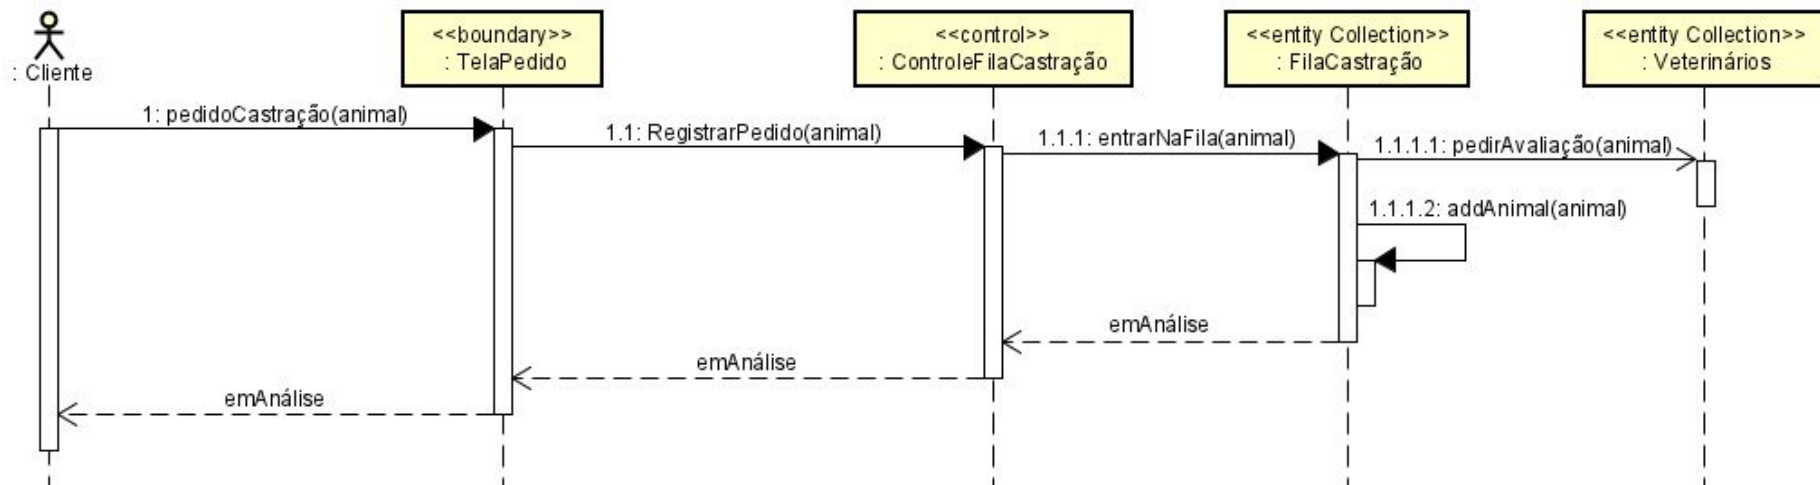 : Cliente
<<boundary>>
: TelaPedido
<<control>>
: ControleFilaCastração
<<entity Collection>>
: FilaCastração
<<entity Collection>>
: Veterinários
1: pedidoCastração(animal)
1.1: RegistrarPedido(animal)
1.1.1: entrarNaFila(animal)
1.1.1.1: pedirAvaliação(animal)
1.1.1.2: addAnimal(animal)
emAnálise
emAnálise
emAnálise